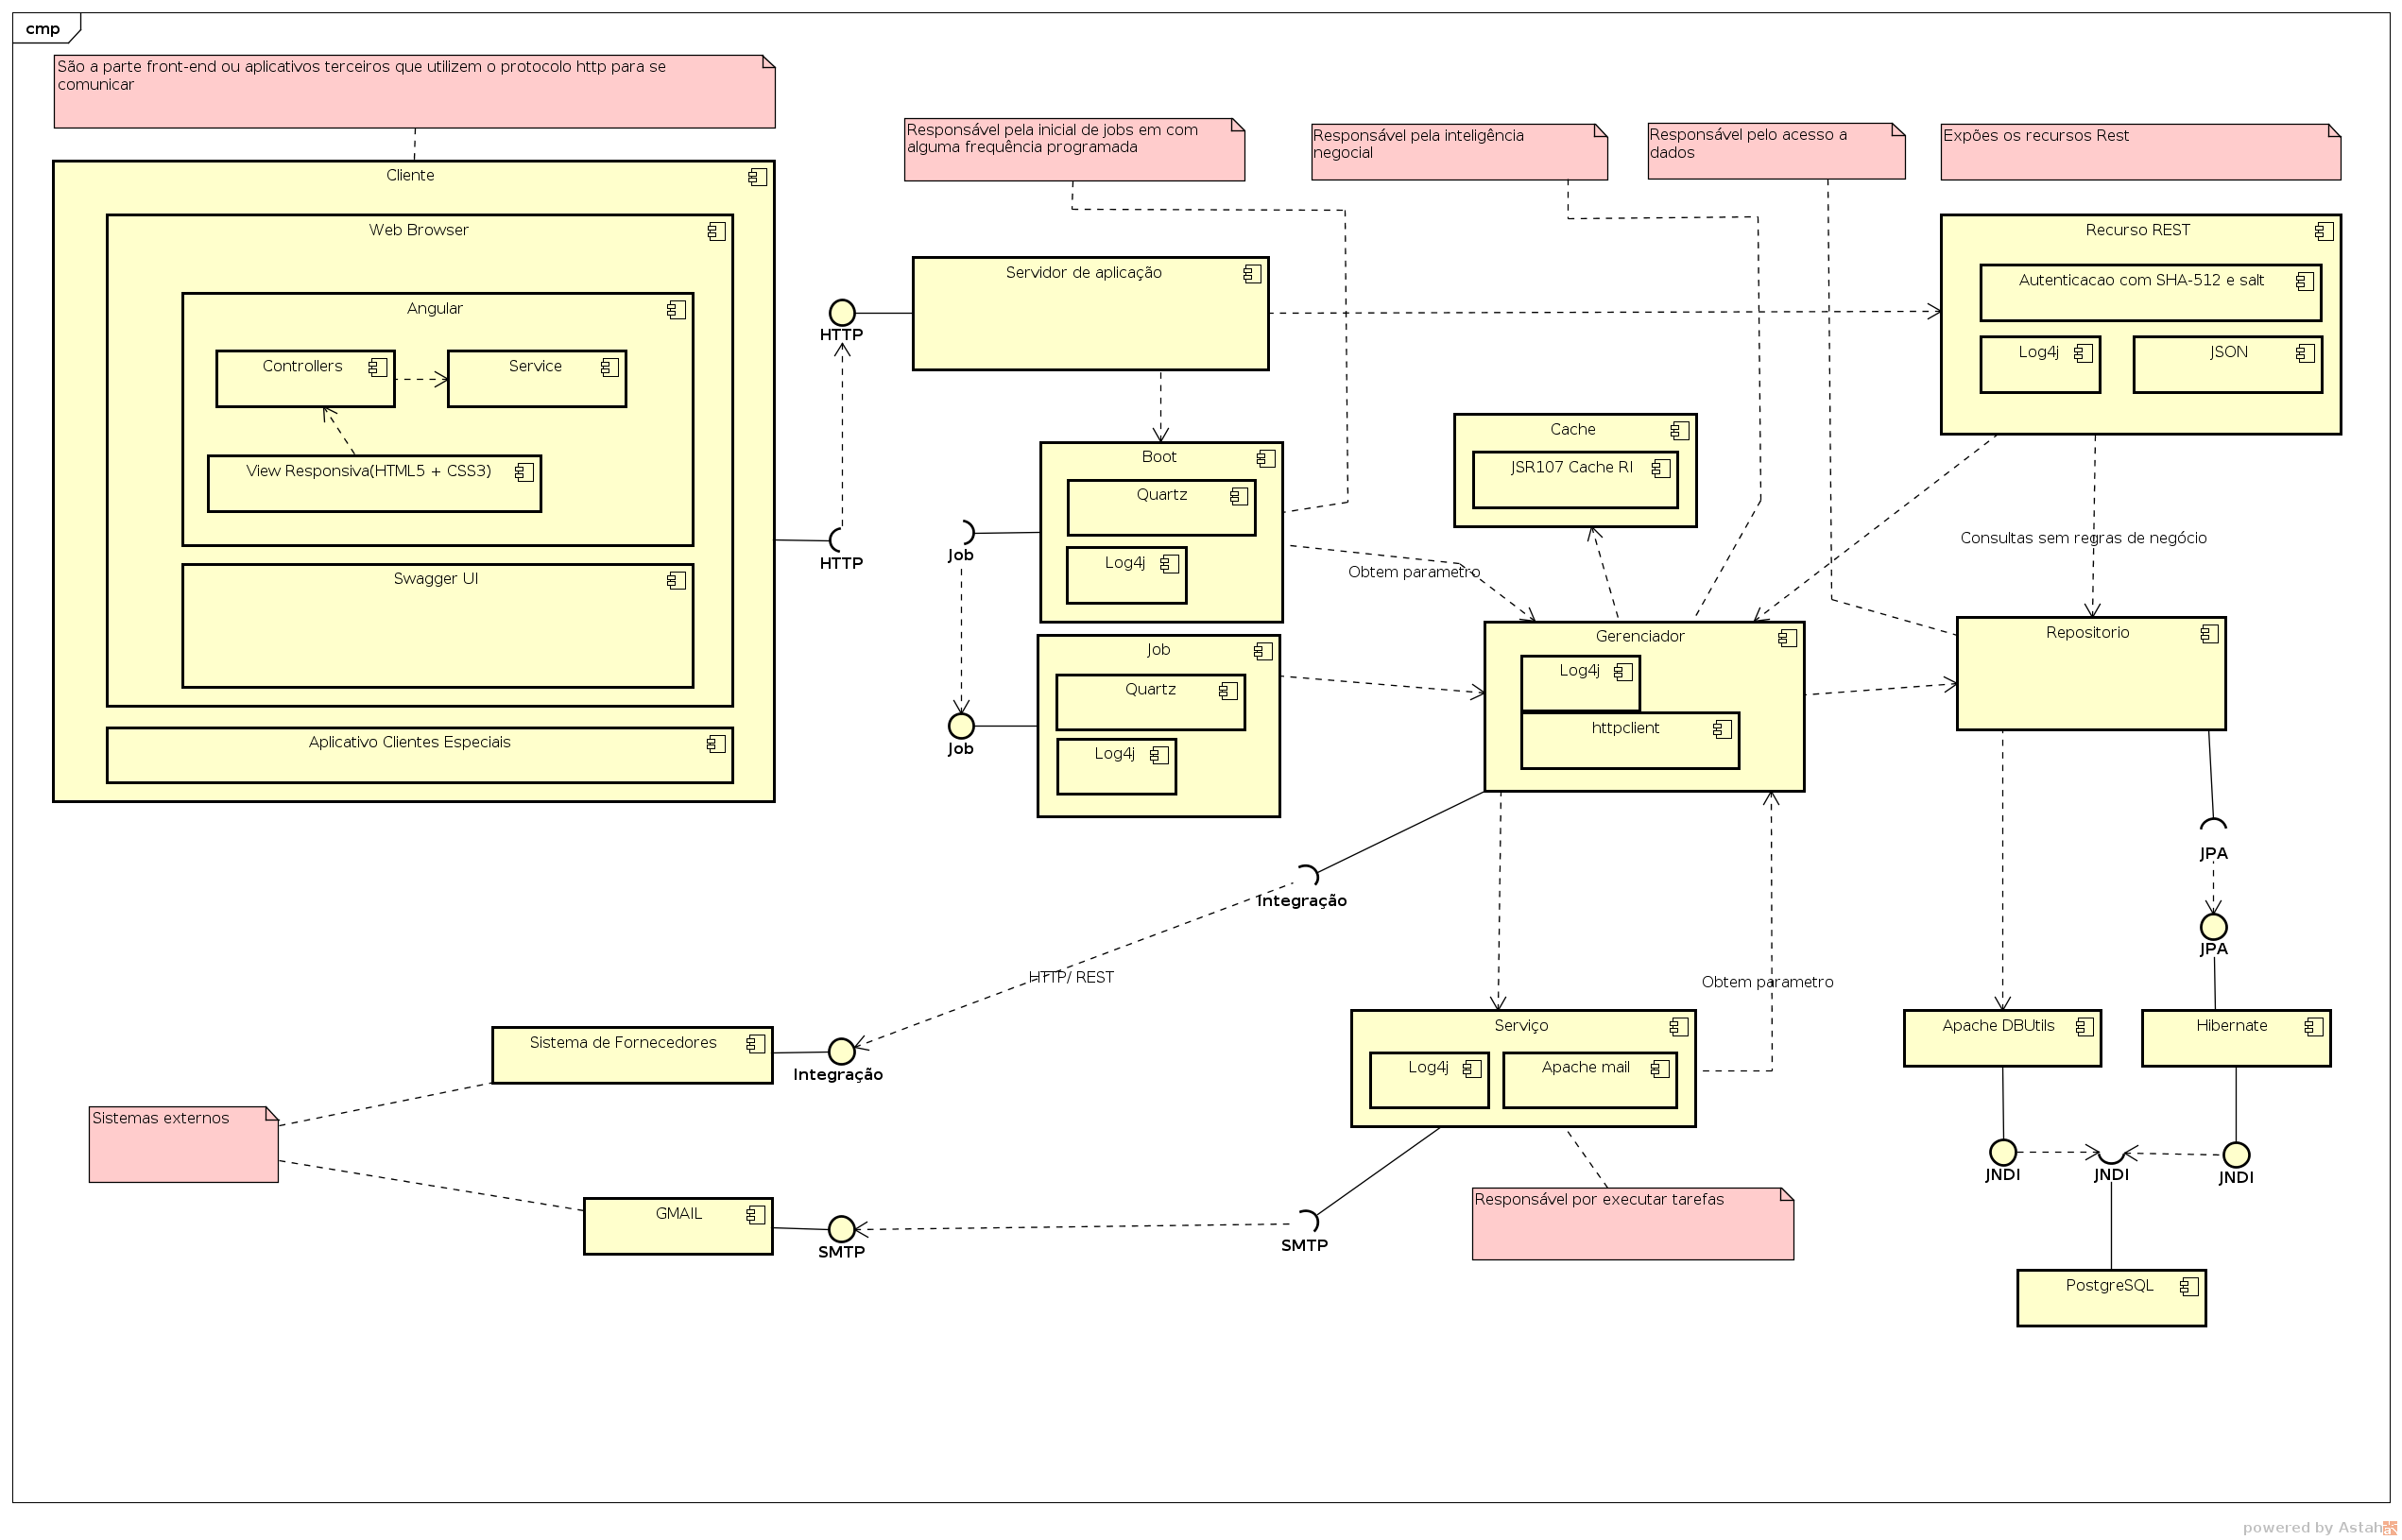 cmp
São a parte front-end ou aplicativos terceiros que utilizem o protocolo http para se
comunicar
Responsável pela inicial de jobs em com
alguma frequência programada
Responsável pela inteligência
negocial
Responsável pelo acesso a
dados
Expões os recursos Rest
Cliente
Web Browser
Angular
Controllers
Service
View Responsiva(HTML5 + CSS3)
Swagger UI
Aplicativo Clientes Especiais
HTTP
HTTP
Servidor de aplicação
Recurso REST
Autenticacao com SHA-512 e salt
Log4j
JSON
Boot
Quartz
Log4j
Job
Job
Job
Quartz
Log4j
Cache
JSR107 Cache RI
Obtem parametro
Consultas sem regras de negócio
Gerenciador
Log4j
httpclient
Repositorio
JPA
JPA
Integração
HTTP/ REST
Obtem parametro
Sistema de Fornecedores
Integração
Serviço
Log4j
Apache mail
Apache DBUtils
Hibernate
Sistemas externos
JNDI
JNDI
JNDI
GMAIL
SMTP
SMTP
Responsável por executar tarefas
PostgreSQL
powered by Astah